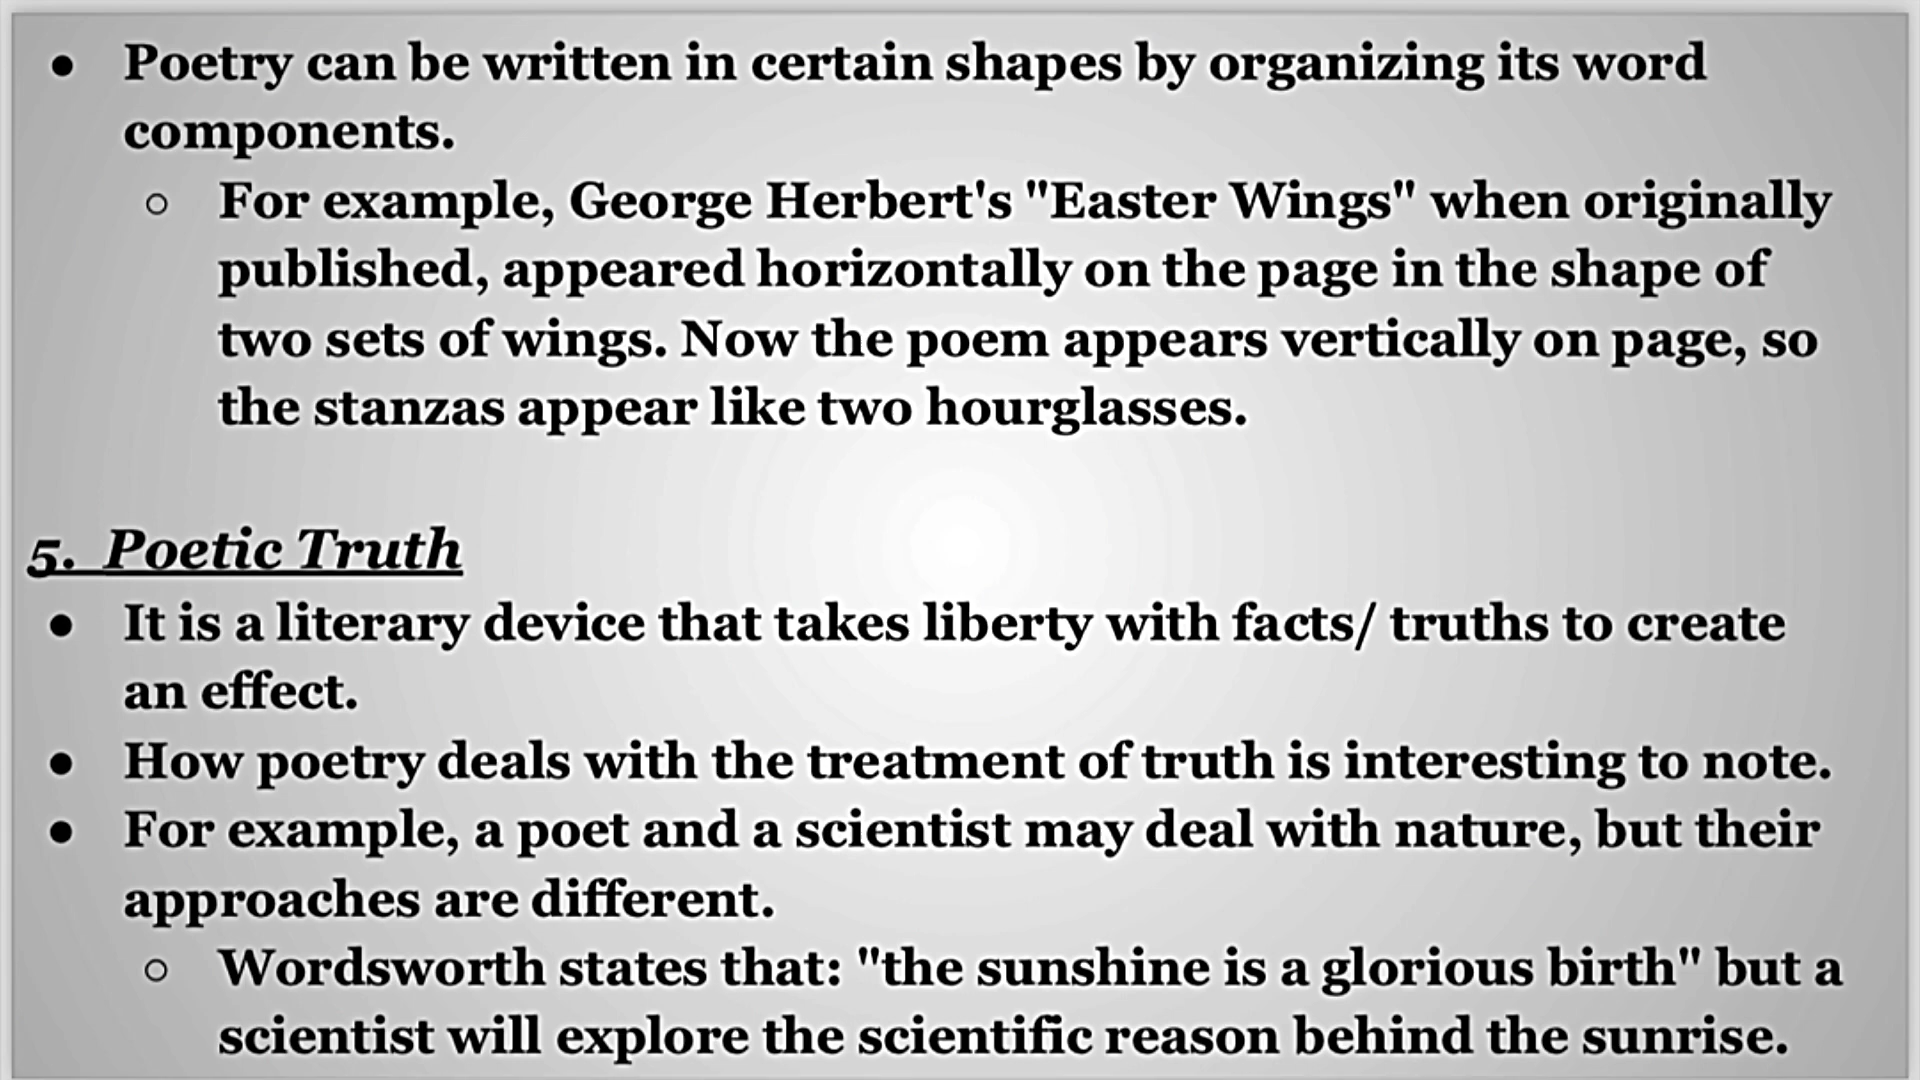 ● Poetry can be written in certain shapes by organizing its word
components.
○ For example, George Herbert's "Easter Wings" when originally
published, appeared horizontally on the page in the shape of
two sets of wings. Now the poem appears vertically on page, so
the stanzas appear like two hourglasses.
5. Poetic Truth
● It is a literary device that takes liberty with facts/ truths to create
an effect.
● How poetry deals with the treatment of truth is interesting to note.
● For example, a poet and a scientist may deal with nature, but their
approaches are different.
○ Wordsworth states that: "the sunshine is a glorious birth" but a
scientist will explore the scientific reason behind the sunrise.